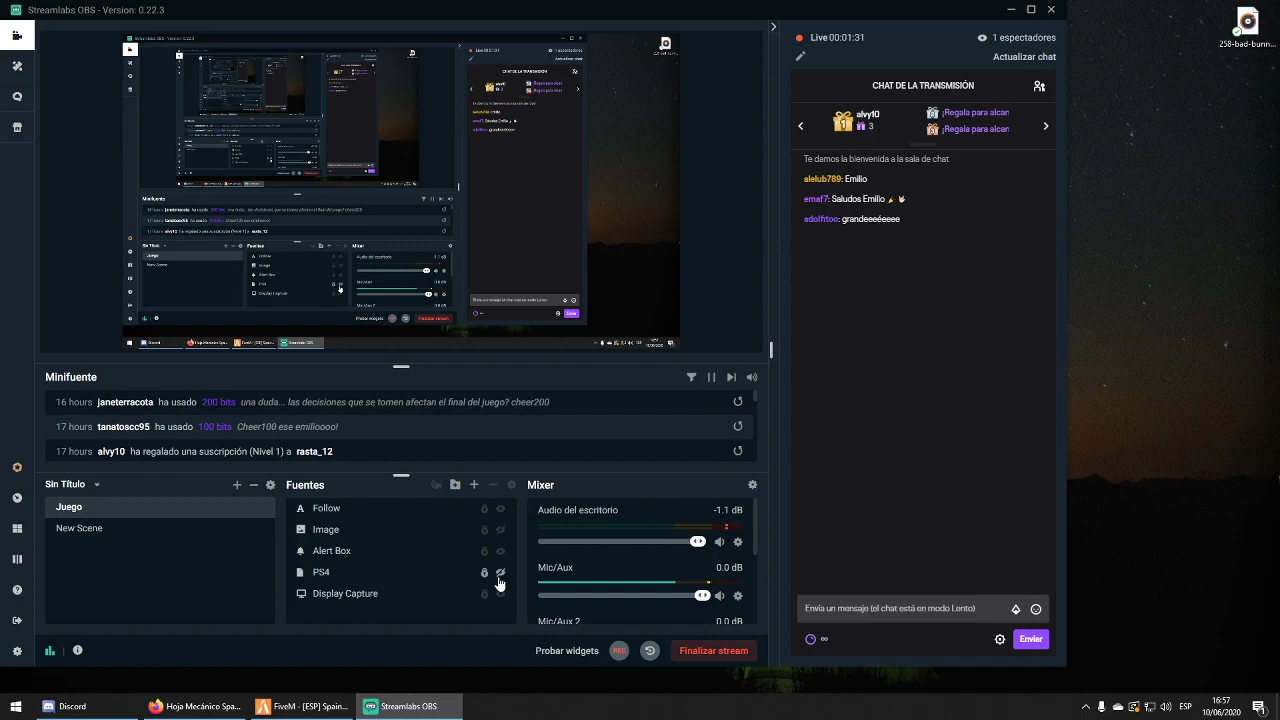 Streamlabs OBS - Version: 0.22.3
258-bad-bunn...
Live 00:01:31
1 espectadores
Actualizar chat
CHAT DE LA TRANSMISIÓN
alvy10
3
¡Regala para alcan
¡Regala para alcan
Te damos la bienvenida a la sala de chat
alelub789: Emilio
emaf7: Saludos Emilio
adolfitoo: grandeeeéeeeee
Minifuente
16 hours janeterracota ha usado 200 bits una duda... las decisiones que se tomen afectan el final del juego? cheer200
17 hours tanatoscc95 ha usado 100 bits Cheer100 ese emilioooo!
17 hours alvy10 ha regalado una suscripción (Nivel 1) a rasta_12
Sin Título
Juego
New Scene
Fuentes
Follow
Image
Alert Box
PS4
Display Capture
Mixer
Audio del escritorio -1.1 dB
Mic/Aux 0.0 dB
Mic/Aux 2 0.0 dB
Envía un mensaje (el chat está en modo Lento)
∞
Enviar
Probar widgets
REC
Finalizar stream
Discord
Hoja Mecánico Spa...
FiveM - [ESP] Spain...
Streamlabs OBS
ESP
16:57
10/06/2020